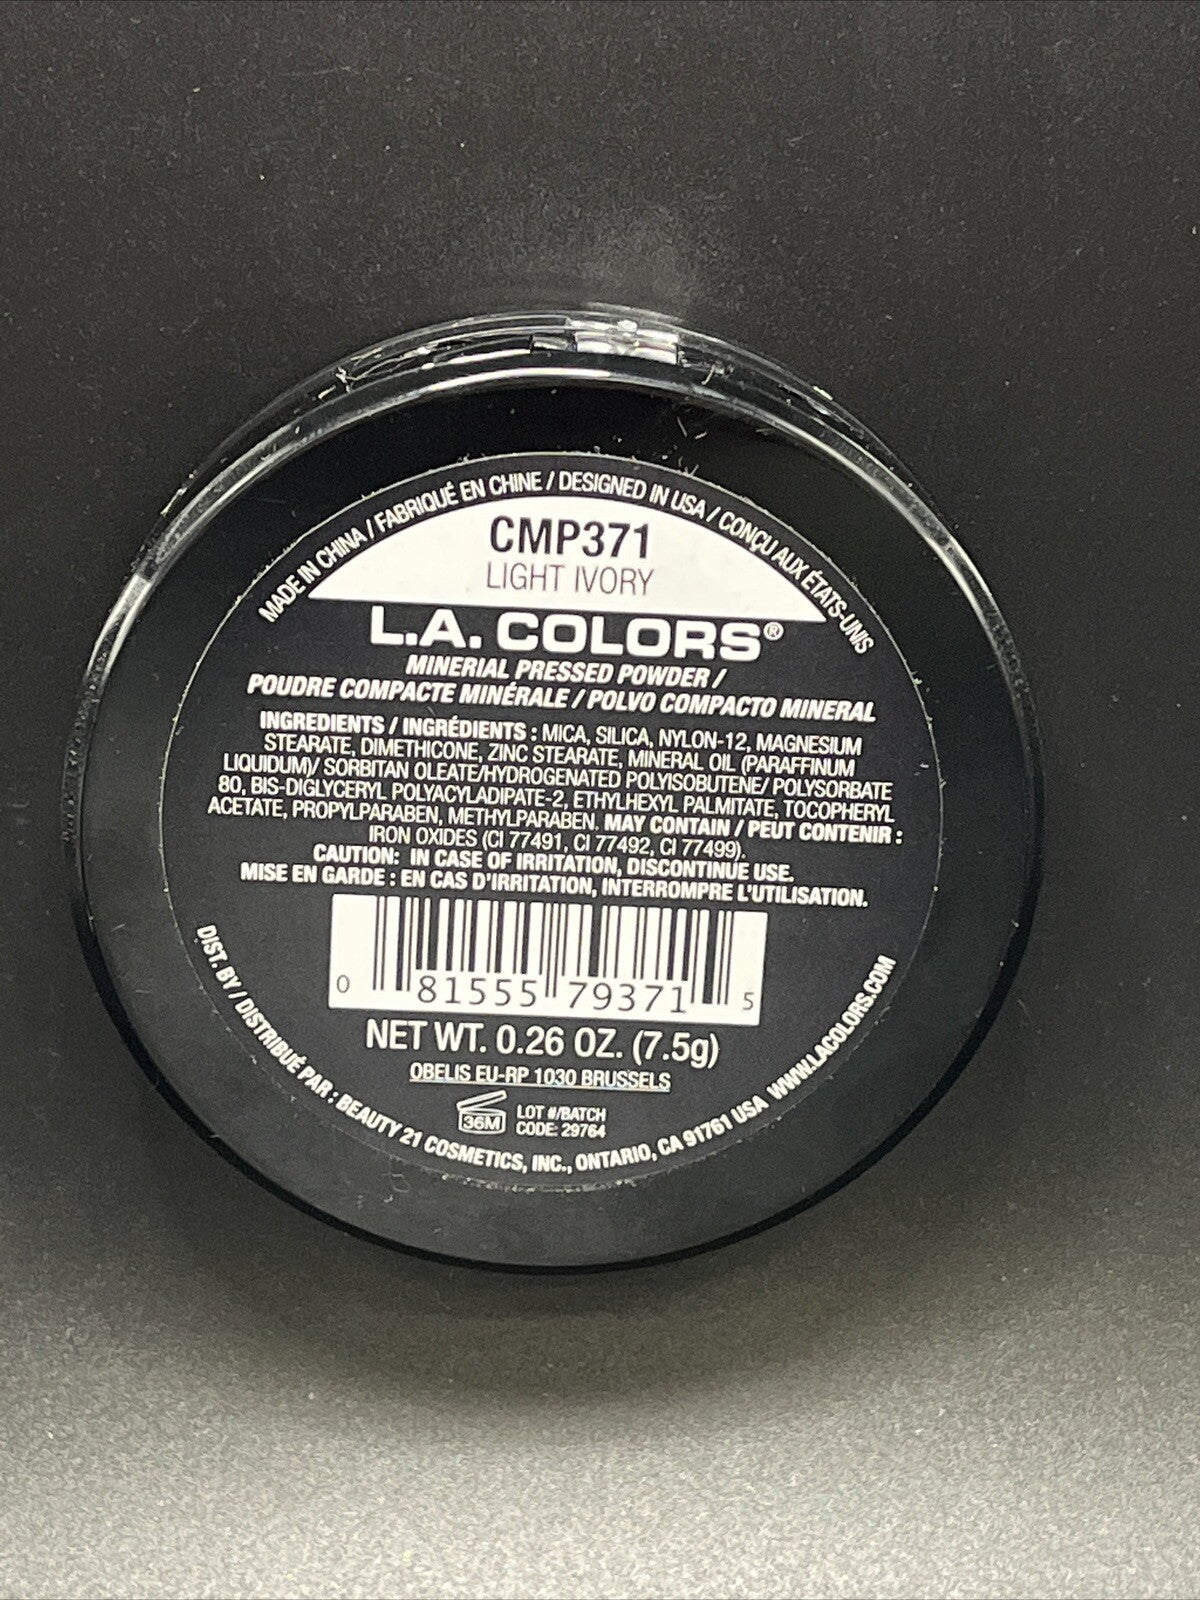 MADE IN CHINA / FABRIQUÉ EN CHINE / DESIGNED IN USA / CONÇU AUX ÉTATS-UNIS
CMP371
LIGHT IVORY
L.A. COLORS®
MINERIAL PRESSED POWDER /
POUDRE COMPACTE MINÉRALE / POLVO COMPACTO MINERAL
INGREDIENTS / INGRÉDIENTS : MICA, SILICA, NYLON-12, MAGNESIUM
STEARATE, DIMETHICONE, ZINC STEARATE, MINERAL OIL (PARAFFINUM
LIQUIDUM)/ SORBITAN OLEATE/HYDROGENATED POLYISOBUTENE/ POLYSORBATE
80, BIS-DIGLYCERYL POLYACYLADIPATE-2, ETHYLHEXYL PALMITATE, TOCOPHERYL
ACETATE, PROPYLPARABEN, METHYLPARABEN. MAY CONTAIN / PEUT CONTENIR :
IRON OXIDES (CI 77491, CI 77492, CI 77499).
CAUTION: IN CASE OF IRRITATION, DISCONTINUE USE.
MISE EN GARDE : EN CAS D'IRRITATION, INTERROMPRE L'UTILISATION.
0 81555 79371 5
NET WT. 0.26 OZ. (7.5g)
OBELIS EU-RP 1030 BRUSSELS
36M
LOT #/BATCH
CODE: 29764
DIST. BY / DISTRIBUÉ PAR : BEAUTY 21 COSMETICS, INC., ONTARIO, CA 91761 USA WWW.LACOLORS.COM